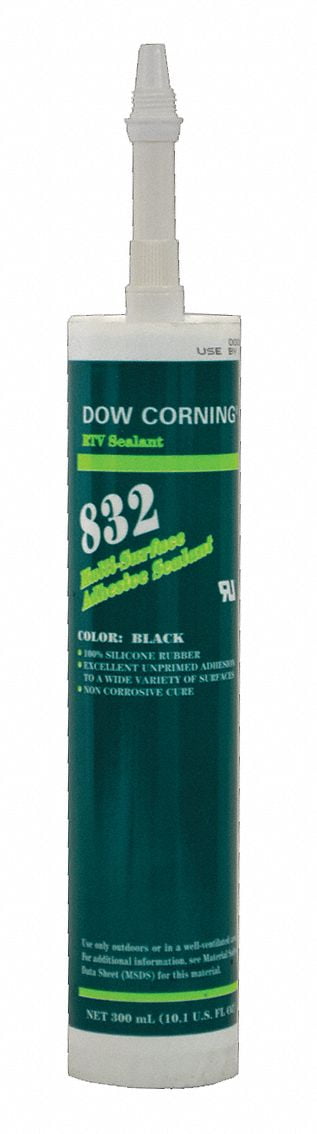 USE BY
DOW CORNING
RTV Sealant
832
Multi-Surface
Adhesive Sealant
COLOR: BLACK
100% SILICONE RUBBER
EXCELLENT UNPRIMED ADHESION
TO A WIDE VARIETY OF SURFACES
NON CORROSIVE CURE
Use only outdoors or in a well-ventilated
For additional information, see Material
Data Sheet (MSDS) for this material.
NET 300 mL (10.1 U.S. FL